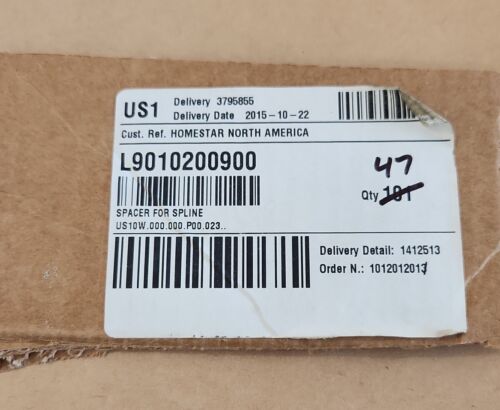 US1 Delivery 3795855
Delivery Date 2015-10-22
Cust. Ref. HOMESTAR NORTH AMERICA
L9010200900
47
Qty 101
SPACER FOR SPLINE
US10W.000.000.P00.023..
Delivery Detail: 1412513
Order N.: